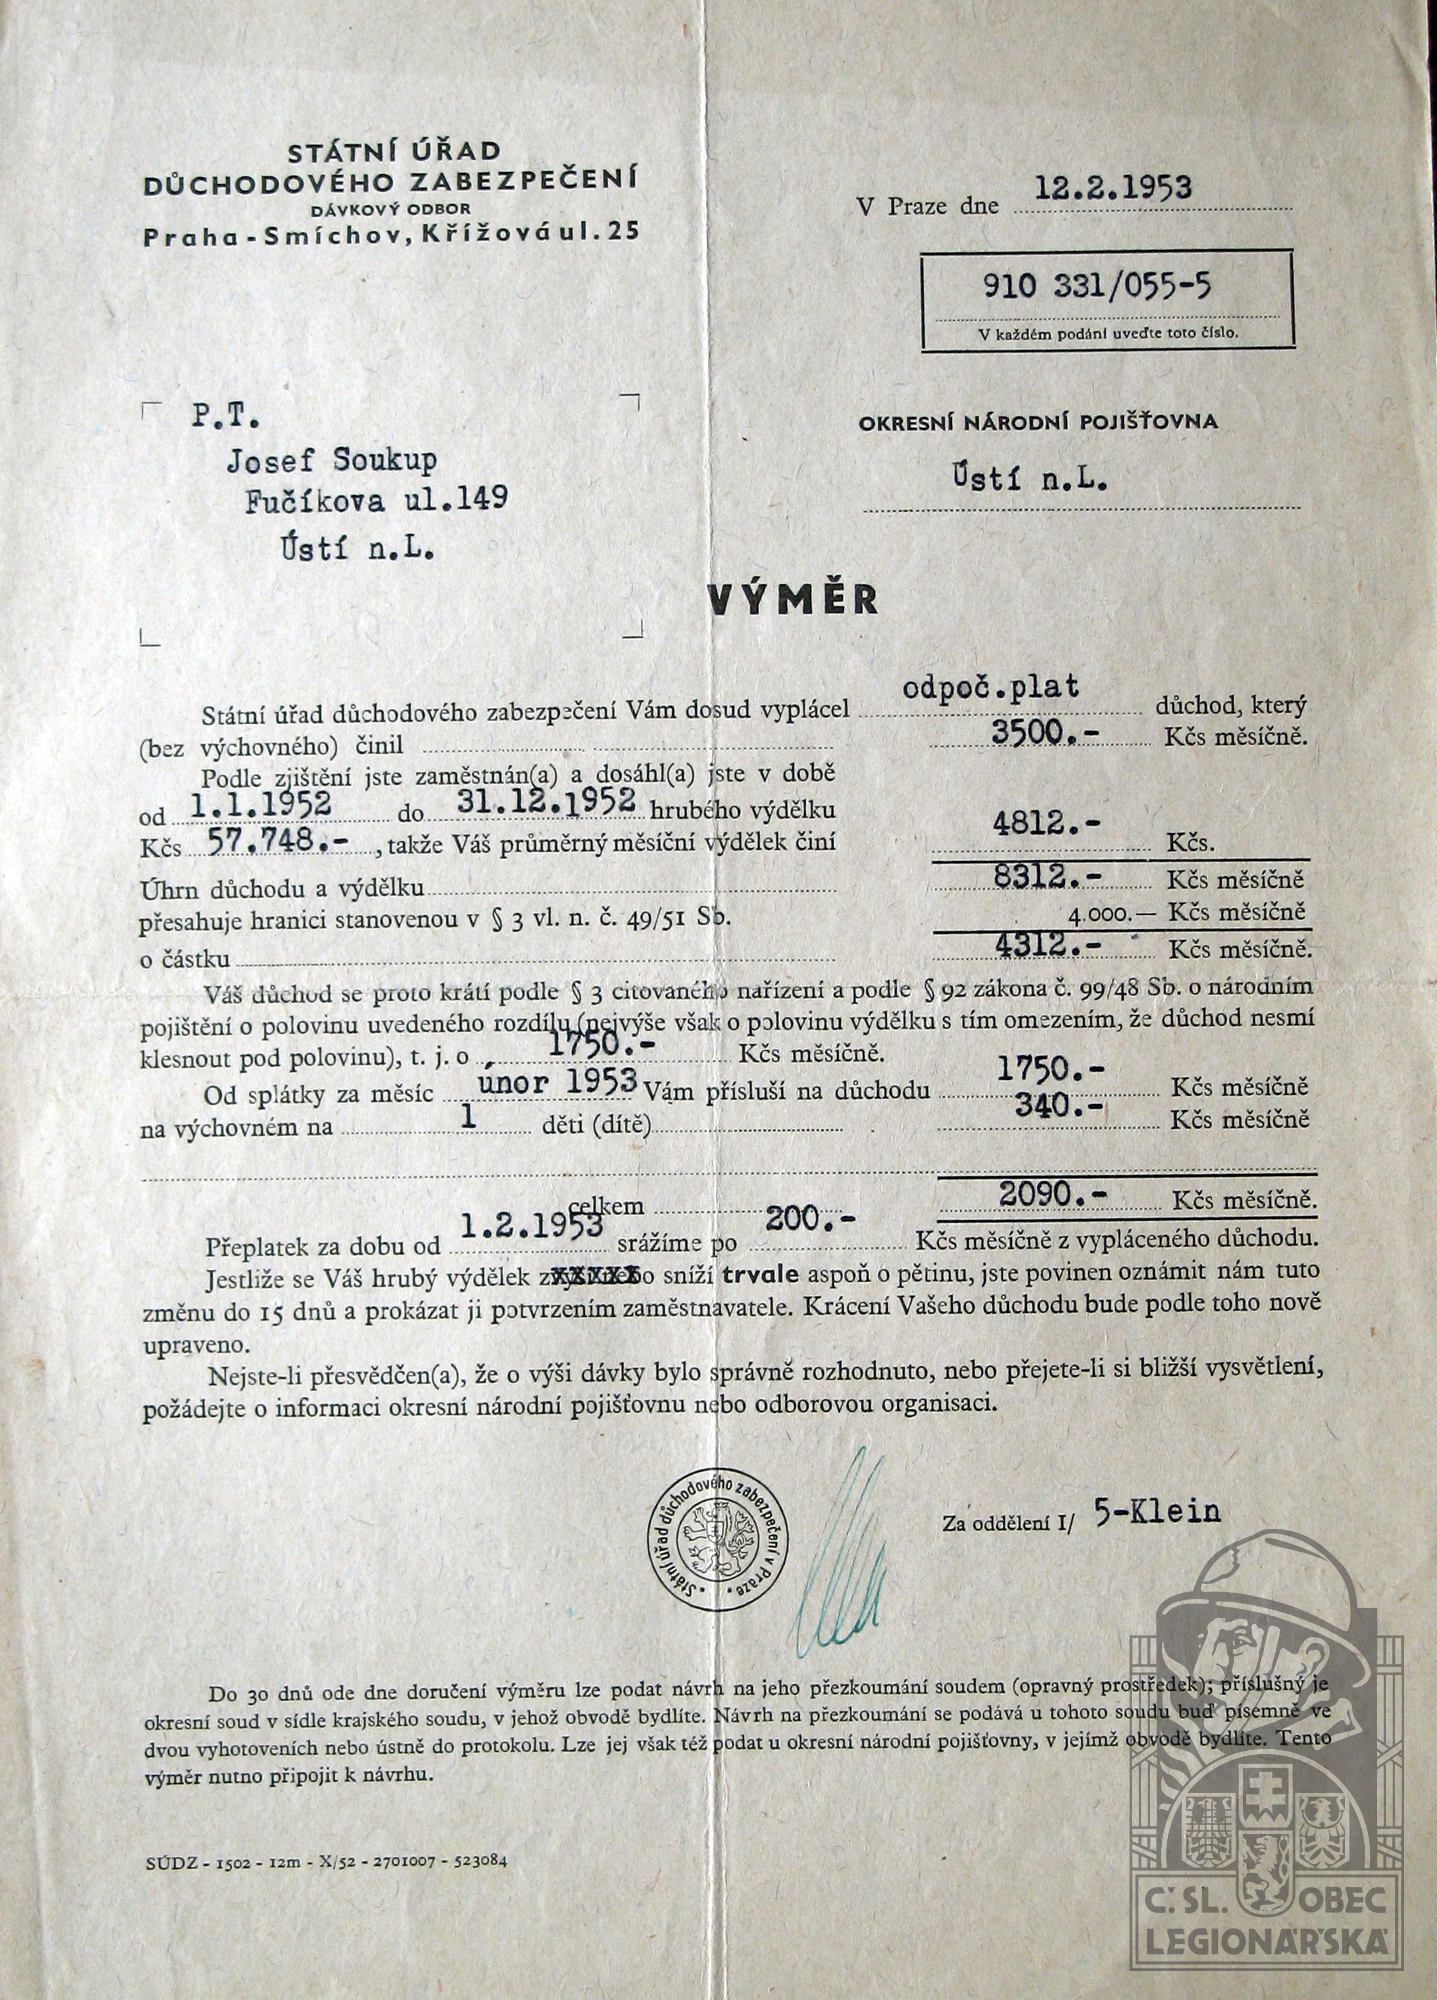 STÁTNÍ ÚŘAD
DŮCHODOVÉHO ZABEZPEČENÍ
DÁVKOVÝ ODBOR
Praha - Smíchov, Křížová ul. 25
V Praze dne 12.2.1953
910 331/055-5
V každém podání uveďte toto číslo.
P.T.
Josef Soukup
Fučíkova ul.149
Ústí n.L.
OKRESNÍ NÁRODNÍ POJIŠŤOVNA
Ústí n.L.
VÝMĚR
Státní úřad důchodového zabezpečení Vám dosud vyplácel odpoč.plat důchod, který
(bez výchovného) činil 3500.- Kčs měsíčně.
Podle zjištění jste zaměstnán(a) a dosáhl(a) jste v době
od 1.1.1952 do 31.12.1952 hrubého výdělku
Kčs 57.748.- , takže Váš průměrný měsíční výdělek činí 4812.- Kčs.
Úhrn důchodu a výdělku 8312.- Kčs měsíčně
přesahuje hranici stanovenou v § 3 vl. n. č. 49/51 Sb. 4.000.— Kčs měsíčně
o částku 4312.- Kčs měsíčně.
Váš důchod se proto krátí podle § 3 citovaného nařízení a podle § 92 zákona č. 99/48 Sb. o národním
pojištění o polovinu uvedeného rozdílu (nejvýše však o polovinu výdělku s tím omezením, že důchod nesmí
klesnout pod polovinu), t. j. o 1750.- Kčs měsíčně.
Od splátky za měsíc únor 1953 Vám přísluší na důchodu 1750.- Kčs měsíčně
na výchovném na 1 děti (dítě) 340.- Kčs měsíčně
celkem 2090.- Kčs měsíčně.
Přeplatek za dobu od 1.2.1953 srážíme po 200.- Kčs měsíčně z vypláceného důchodu.
Jestliže se Váš hrubý výdělek zvýší nebo sníží trvale aspoň o pětinu, jste povinen oznámit nám tuto
změnu do 15 dnů a prokázat ji potvrzením zaměstnavatele. Krácení Vašeho důchodu bude podle toho nově
upraveno.
Nejste-li přesvědčen(a), že o výši dávky bylo správně rozhodnuto, nebo přejete-li si bližší vysvětlení,
požádejte o informaci okresní národní pojišťovnu nebo odborovou organisaci.
Státní úřad důchodového zabezpečení v Praze
Za oddělení I/ 5-Klein
Do 30 dnů ode dne doručení výměru lze podat návrh na jeho přezkoumání soudem (opravný prostředek); příslušný je
okresní soud v sídle krajského soudu, v jehož obvodě bydlíte. Návrh na přezkoumání se podává u tohoto soudu buď písemně ve
dvou vyhotoveních nebo ústně do protokolu. Lze jej však též podat u okresní národní pojišťovny, v jejímž obvodě bydlíte. Tento
výměr nutno připojit k návrhu.
SÚDZ - 1502 - 12m - X/52 - 2701007 - 523084
Č.SL. OBEC
LEGIONÁŘSKÁ